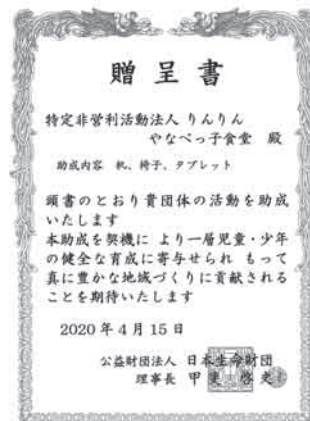 贈呈書
特定非営利活動法人 りんりん
やなべっ子食堂 殿
助成内容 机、椅子、タブレット
頭書のとおり貴団体の活動を助成
いたします
本助成を契機に より一層児童・少年
の健全な育成に寄与せられ もって
真に豊かな地域づくりに貢献される
ことを期待いたします
2020年4月15日
公益財団法人 日本生命財団
理事長 甲 啓史